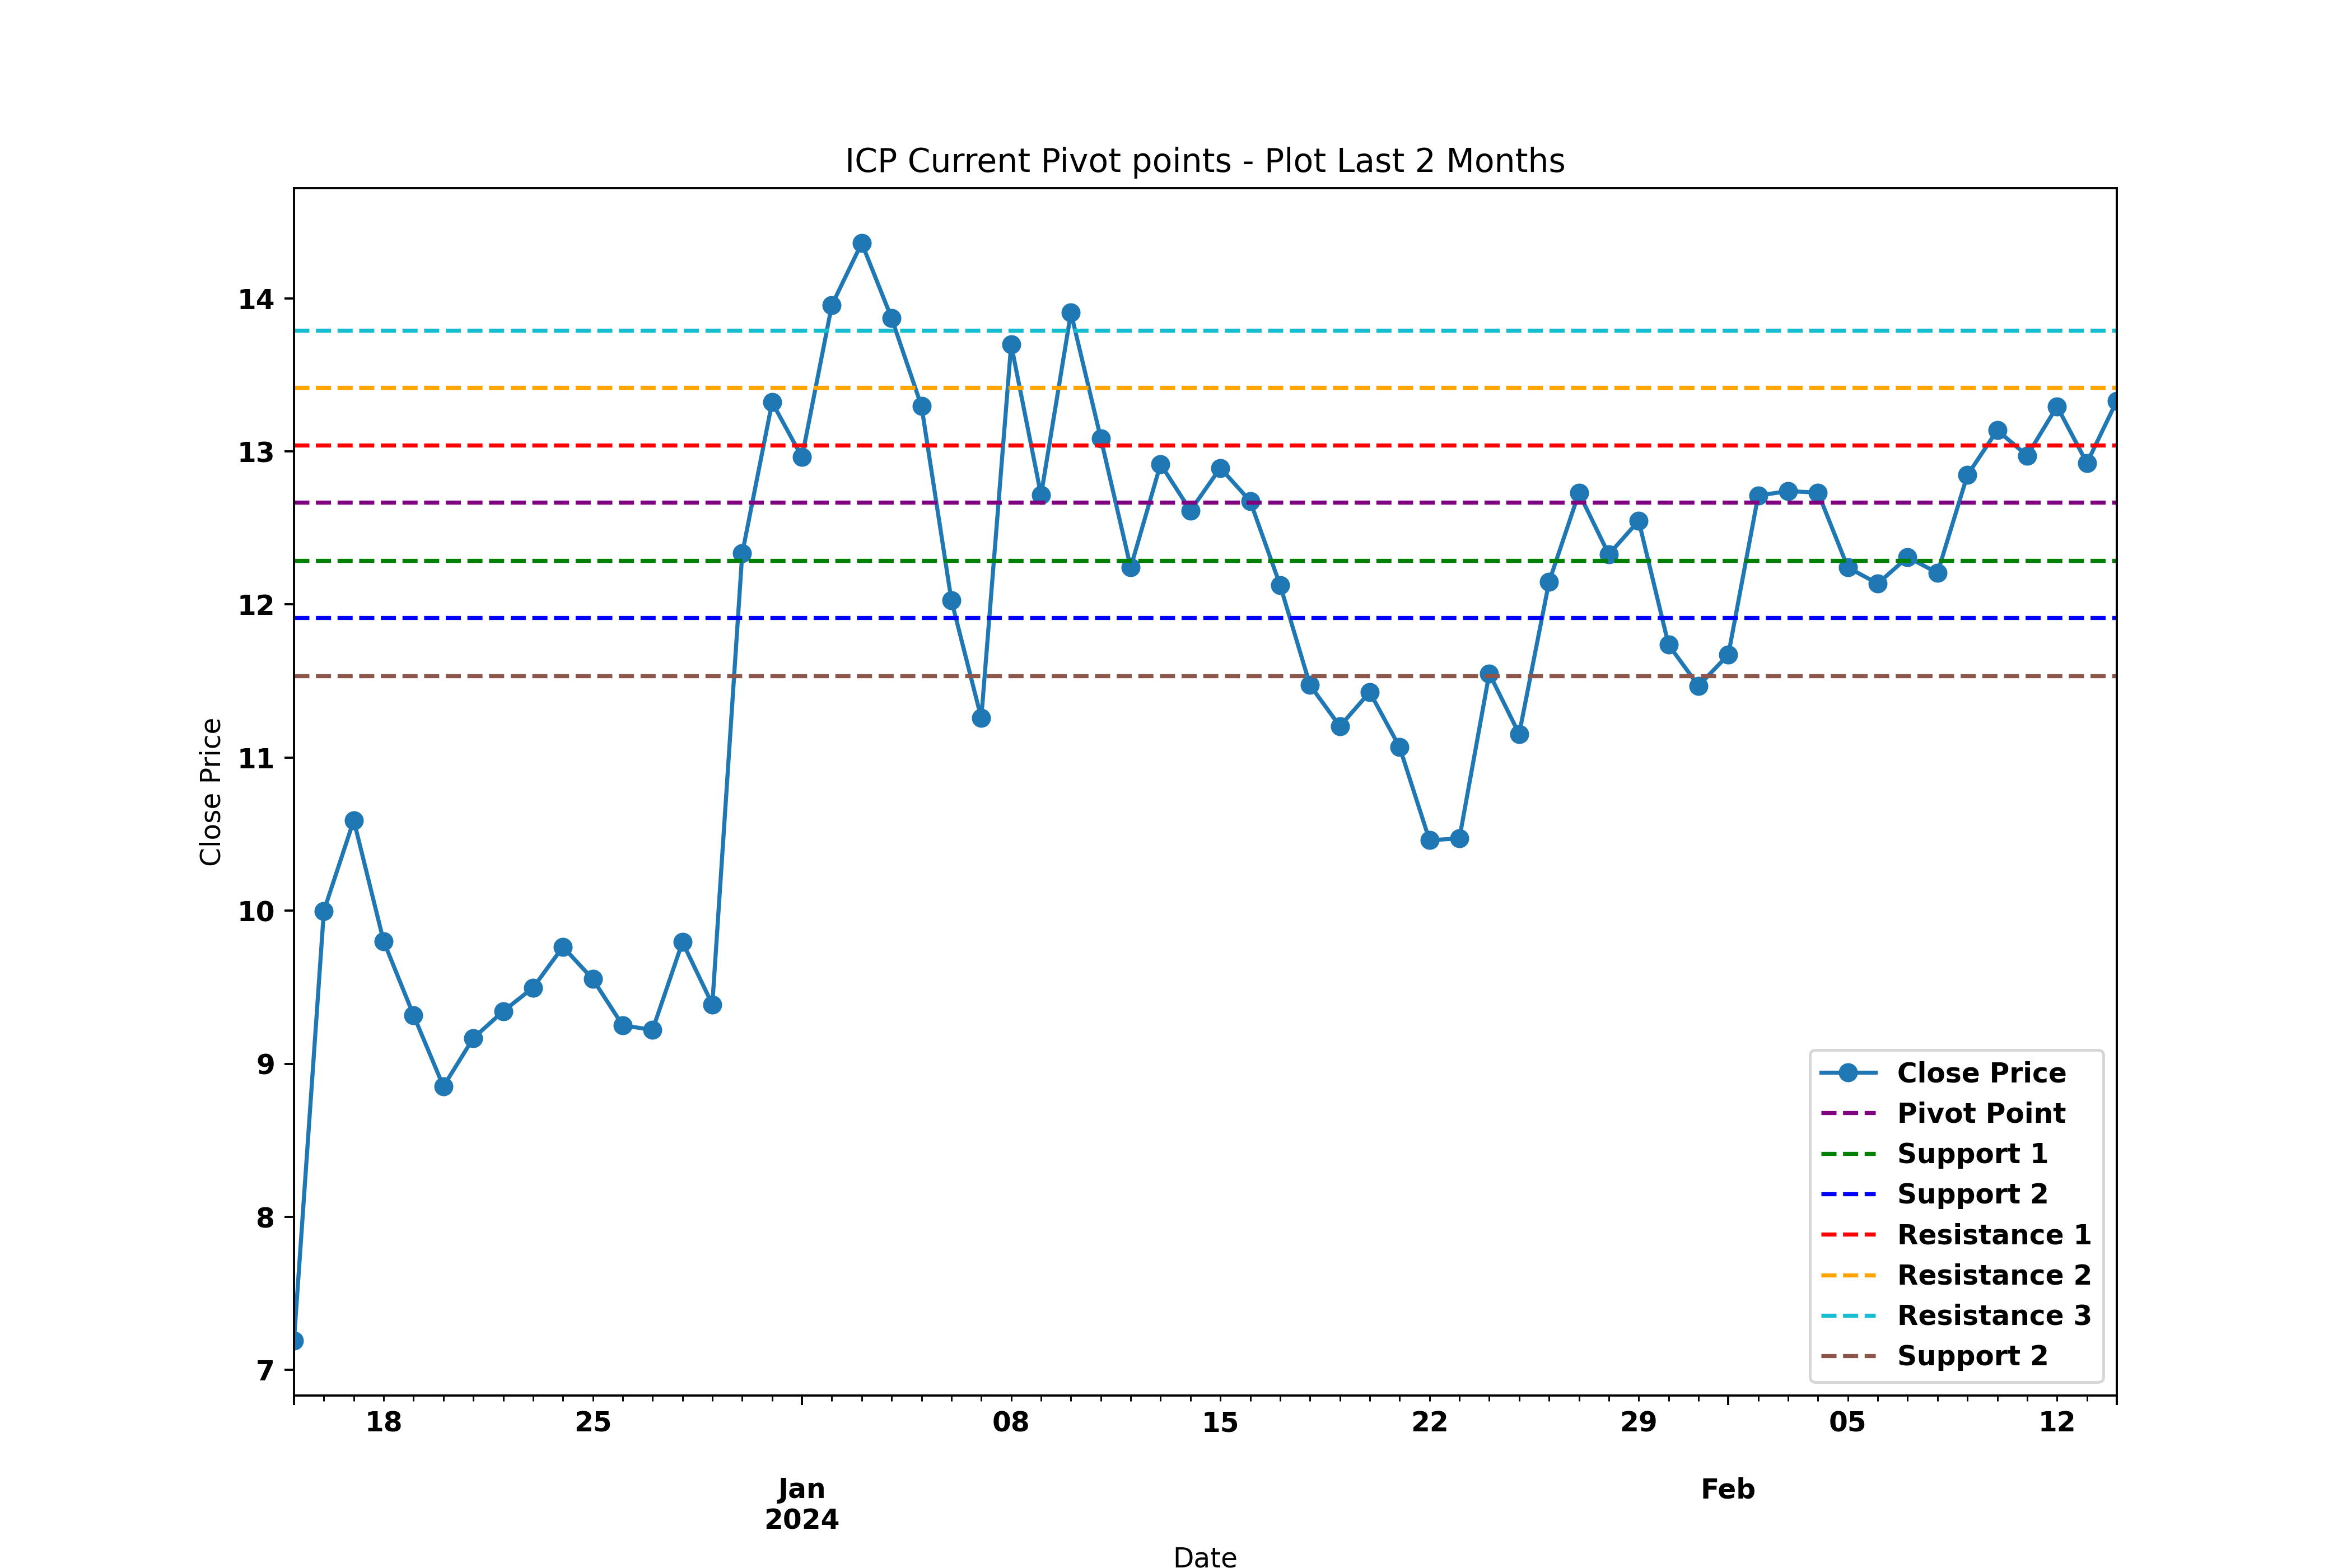 ICP Current Pivot points - Plot Last 2 Months
14
13
12
11
10
9
8
7
Close Price
Close Price
Pivot Point
Support 1
Support 2
Resistance 1
Resistance 2
Resistance 3
Support 2
18 25 08 15 22 29 05 12
Jan Feb
2024
Date